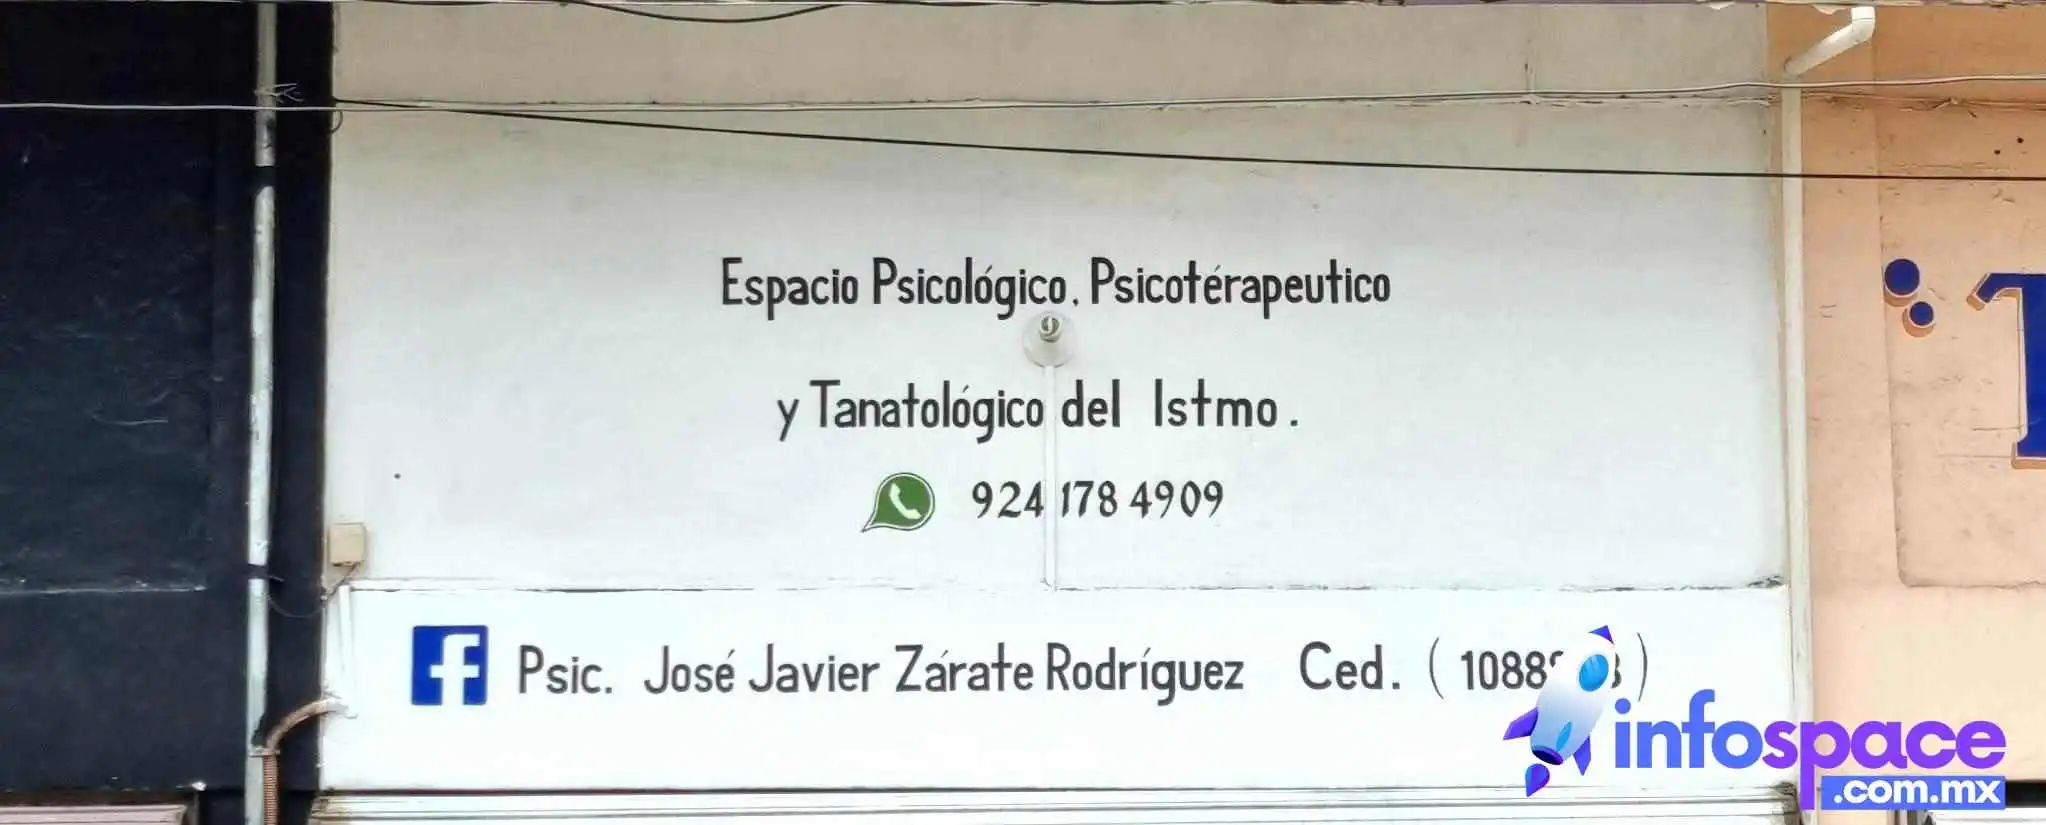 Espacio Psicológico, Psicotérapeutico
y Tanatológico del Istmo.
924 178 4909
Psic. José Javier Zárate Rodríguez Ced. (
infospace
.com.mx